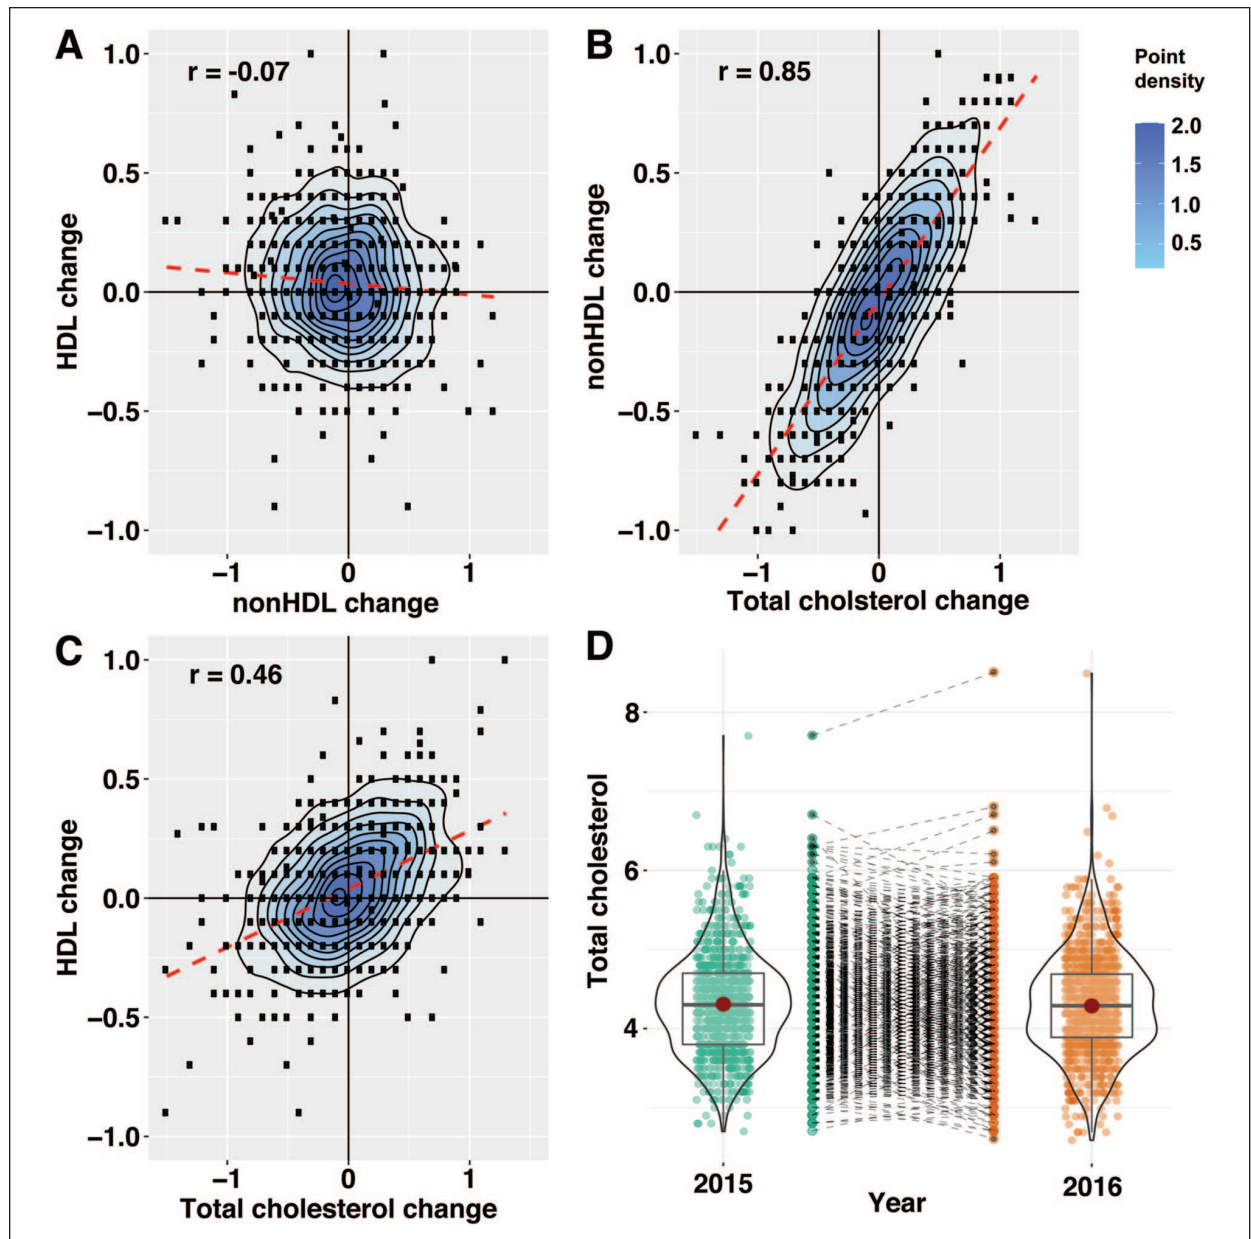 A
r = -0.07
1.0
0.5
0.0
−0.5
−1.0
HDL change
−1 0 1
nonHDL change
B
r = 0.85
1.0
0.5
0.0
−0.5
−1.0
nonHDL change
−1 0 1
Total cholsterol change
Point
density
2.0
1.5
1.0
0.5
C
r = 0.46
1.0
0.5
0.0
−0.5
−1.0
HDL change
−1 0 1
Total cholesterol change
D
8
6
4
Total cholesterol
2015 2016
Year